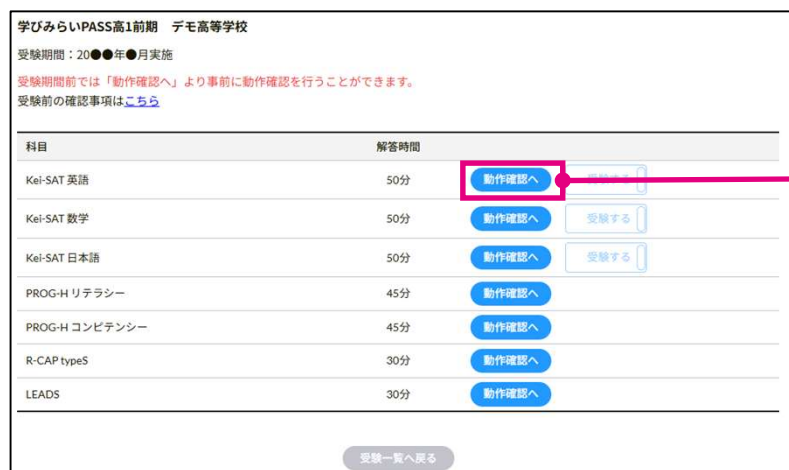 学びみらいPASS高1前期　デモ高等学校
受験期間：20●●年●月実施
受験期間前では「動作確認へ」より事前に動作確認を行うことができます。
受験前の確認事項はこちら
科目 解答時間
Kei-SAT 英語 50分 動作確認へ 受験する
Kei-SAT 数学 50分 動作確認へ 受験する
Kei-SAT 日本語 50分 動作確認へ 受験する
PROG-H リテラシー 45分 動作確認へ
PROG-H コンピテンシー 45分 動作確認へ
R-CAP typeS 30分 動作確認へ
LEADS 30分 動作確認へ
受験一覧へ戻る